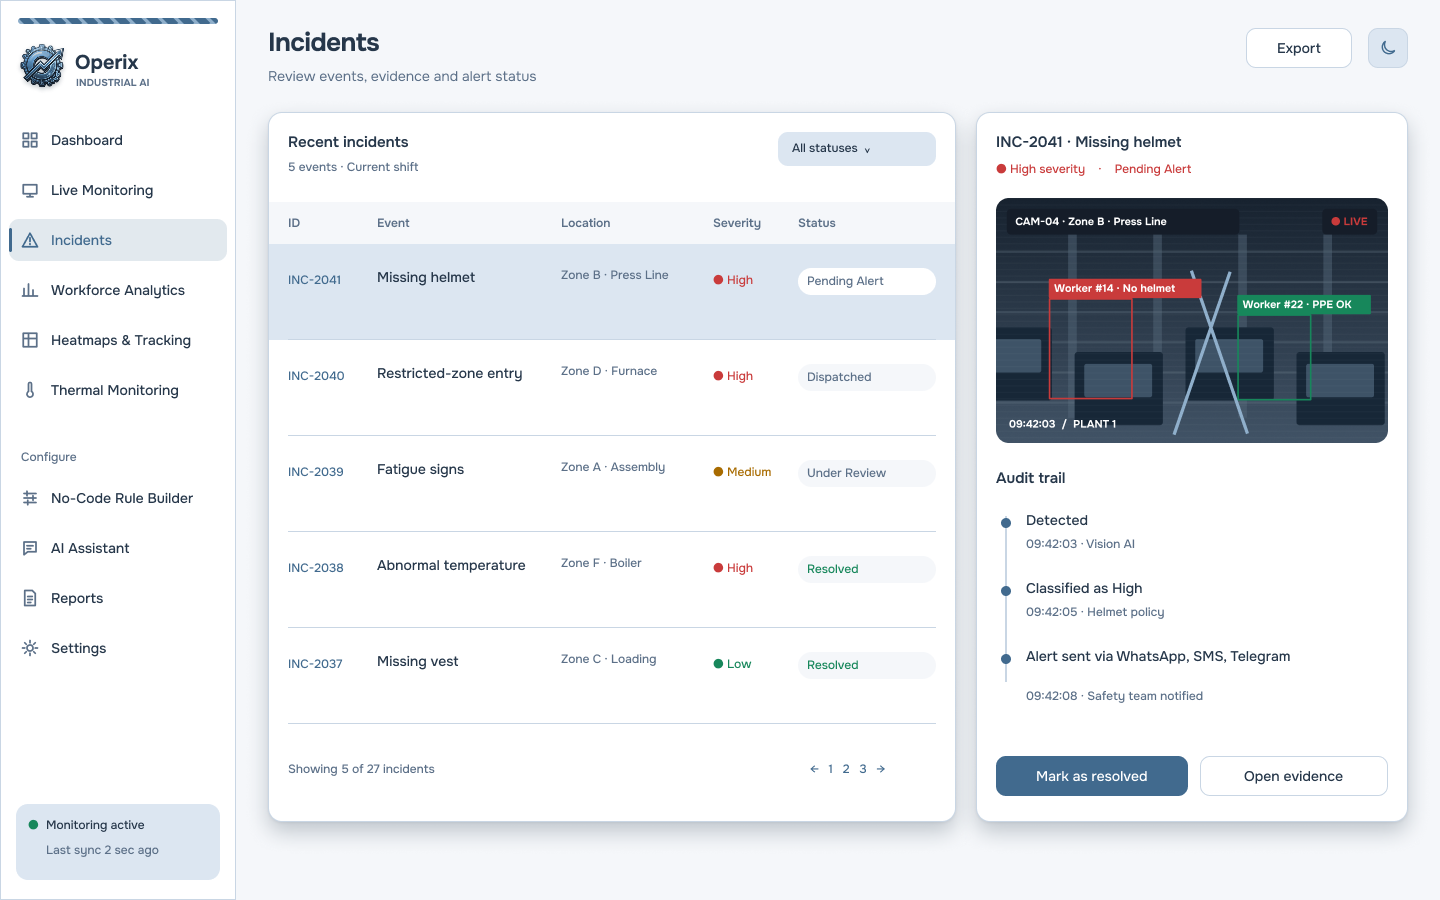 Operix
INDUSTRIAL AI
Dashboard
Live Monitoring
Incidents
Workforce Analytics
Heatmaps & Tracking
Thermal Monitoring
Configure
No-Code Rule Builder
AI Assistant
Reports
Settings
Monitoring active
Last sync 2 sec ago
Incidents
Review events, evidence and alert status
Export
Recent incidents
5 events · Current shift
All statuses
ID Event Location Severity Status
INC-2041 Missing helmet Zone B · Press Line High Pending Alert
INC-2040 Restricted-zone entry Zone D · Furnace High Dispatched
INC-2039 Fatigue signs Zone A · Assembly Medium Under Review
INC-2038 Abnormal temperature Zone F · Boiler High Resolved
INC-2037 Missing vest Zone C · Loading Low Resolved
Showing 5 of 27 incidents
← 1 2 3 →
INC-2041 · Missing helmet
High severity · Pending Alert
CAM-04 · Zone B · Press Line
LIVE
Worker #14 · No helmet
Worker #22 · PPE OK
09:42:03 / PLANT 1
Audit trail
Detected
09:42:03 · Vision AI
Classified as High
09:42:05 · Helmet policy
Alert sent via WhatsApp, SMS, Telegram
09:42:08 · Safety team notified
Mark as resolved
Open evidence